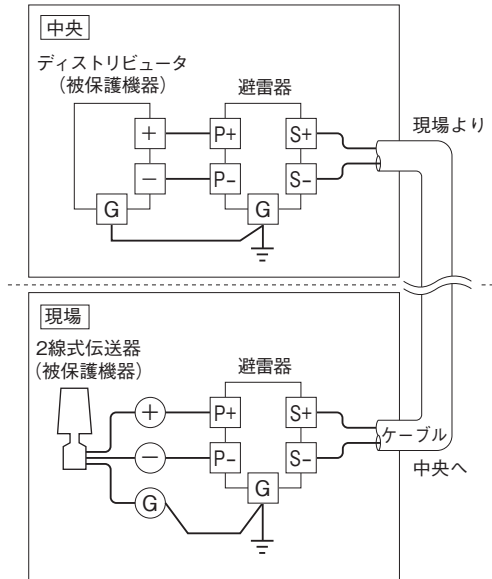 中央
ディストリビュータ
（被保護機器）
避雷器
＋ P+ S+
－ P− S−
G G
現場より
現場
2線式伝送器
（被保護機器）
避雷器
＋ P+ S+
－ P− S−
G G
ケーブル
中央へ